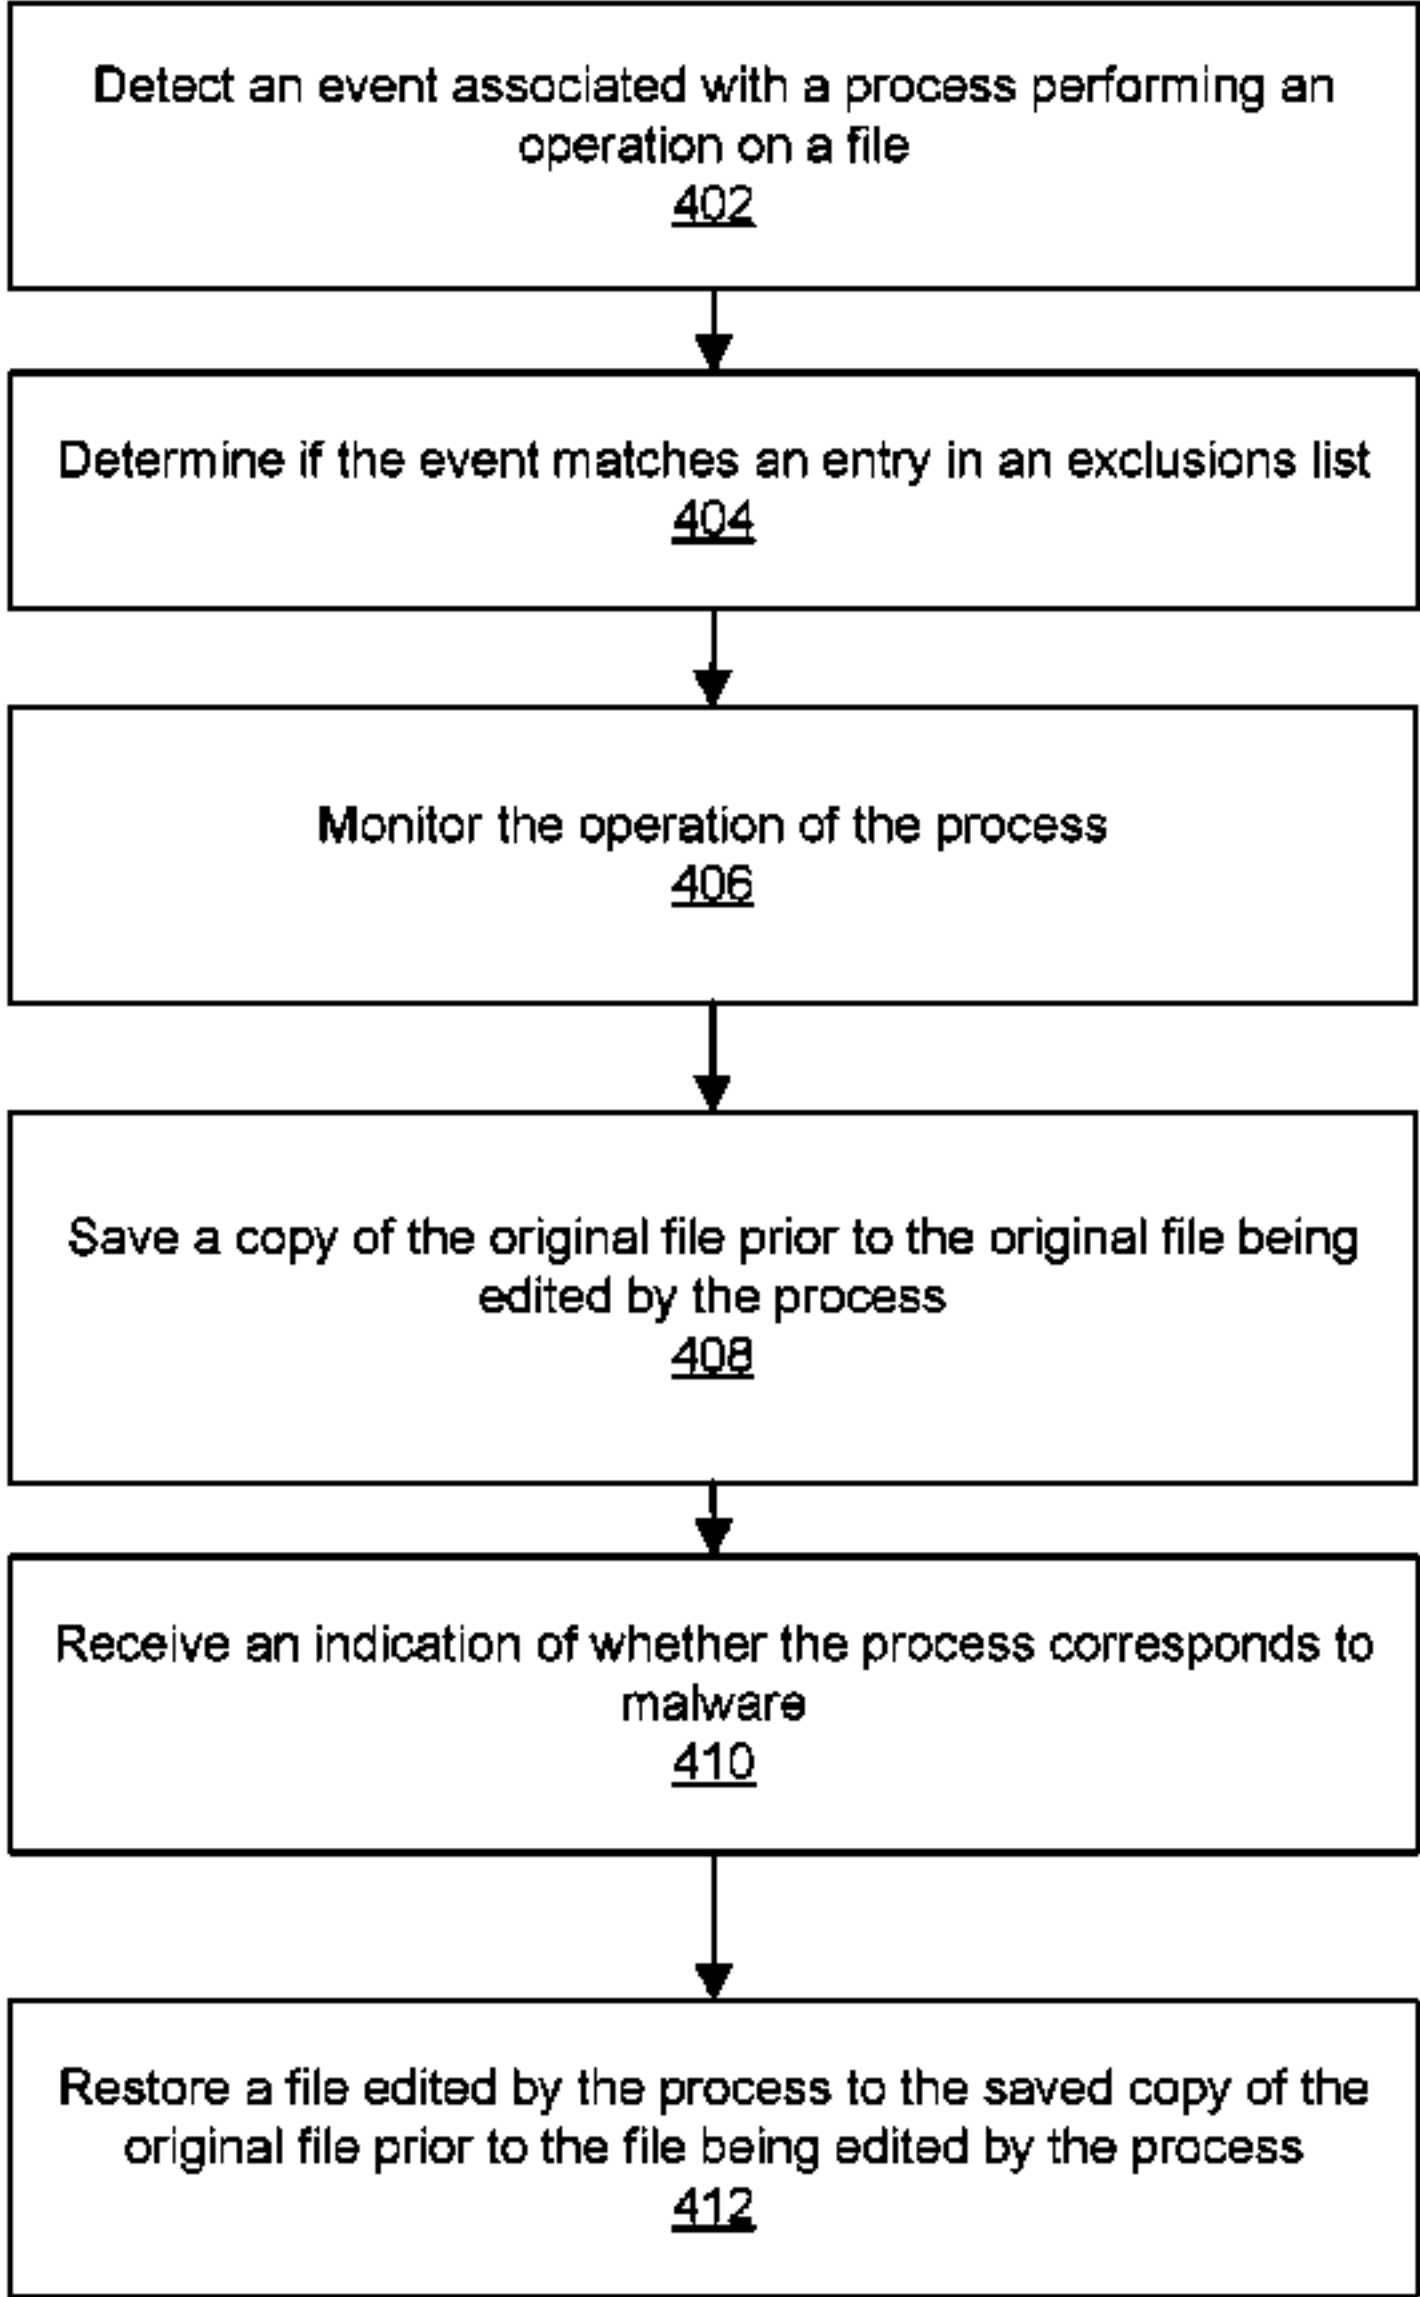 Detect an event associated with a process performing an
operation on a file
402
Determine if the event matches an entry in an exclusions list
404
Monitor the operation of the process
406
Save a copy of the original file prior to the original file being
edited by the process
408
Receive an indication of whether the process corresponds to
malware
410
Restore a file edited by the process to the saved copy of the
original file prior to the file being edited by the process
412